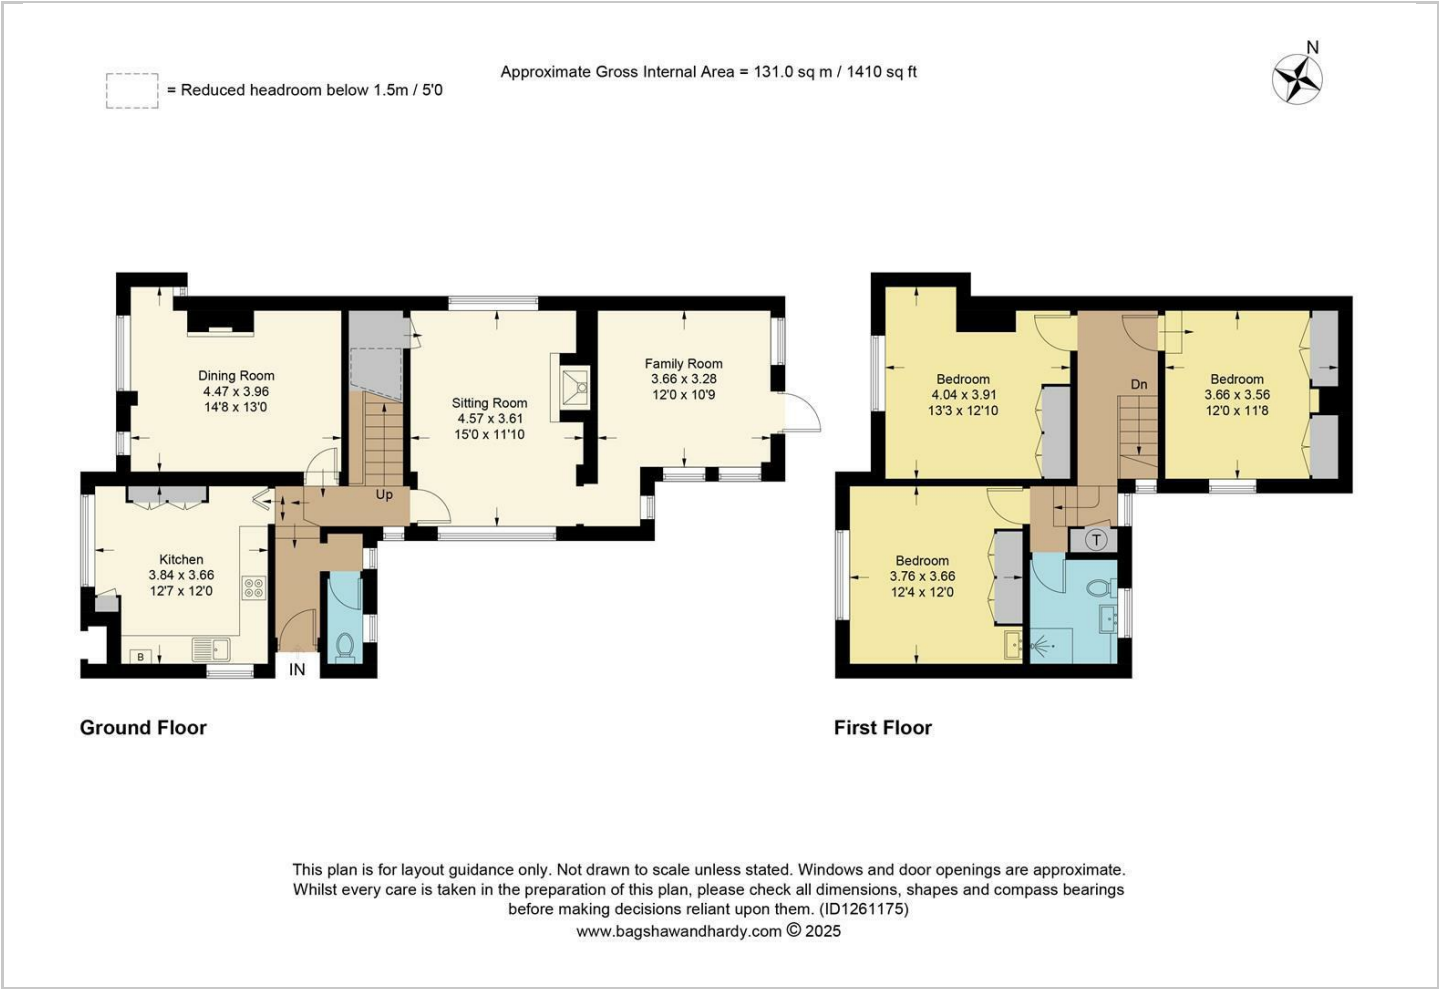 N
Approximate Gross Internal Area = 131.0 sq m / 1410 sq ft
= Reduced headroom below 1.5m / 5'0
Dining Room
4.47 x 3.96
14'8 x 13'0
Sitting Room
4.57 x 3.61
15'0 x 11'10
Family Room
3.66 x 3.28
12'0 x 10'9
Up
Kitchen
3.84 x 3.66
12'7 x 12'0
B
IN
Ground Floor
Bedroom
4.04 x 3.91
13'3 x 12'10
Dn
Bedroom
3.66 x 3.56
12'0 x 11'8
Bedroom
3.76 x 3.66
12'4 x 12'0
T
First Floor
This plan is for layout guidance only. Not drawn to scale unless stated. Windows and door openings are approximate.
Whilst every care is taken in the preparation of this plan, please check all dimensions, shapes and compass bearings
before making decisions reliant upon them. (ID1261175)
www.bagshawandhardy.com © 2025